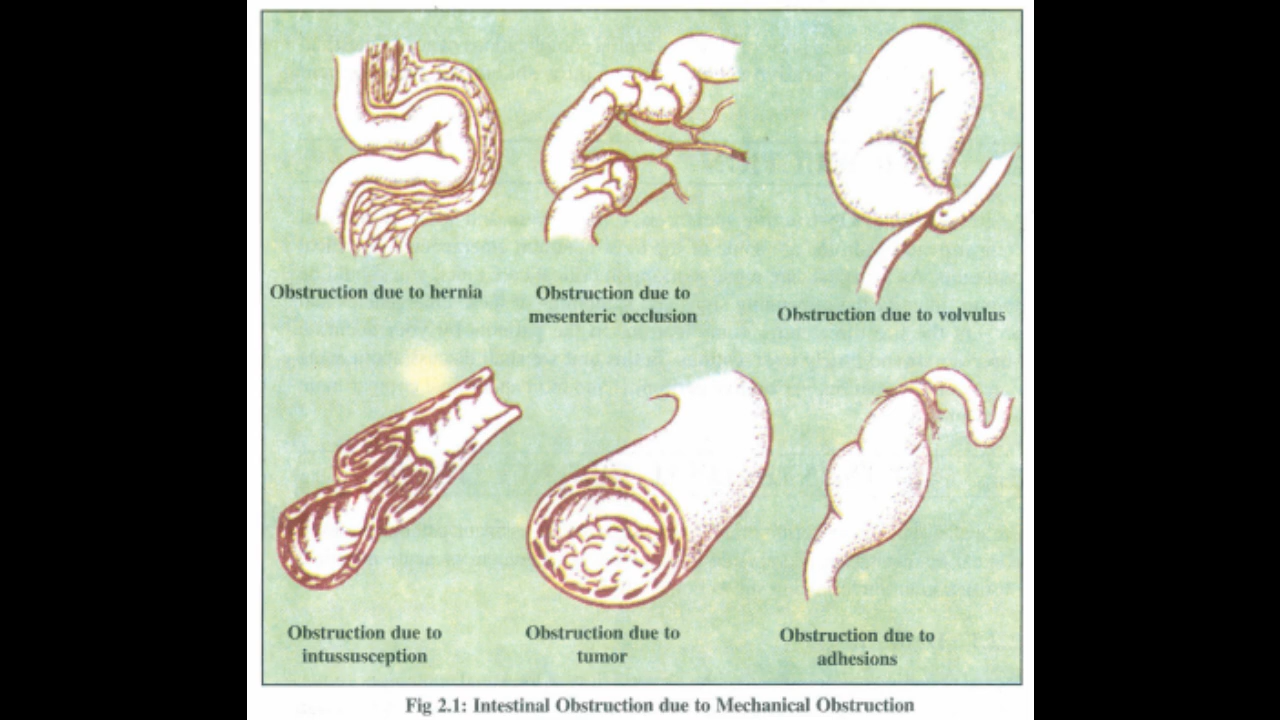 Obstruction due to hernia
Obstruction due to
mesenteric occlusion
Obstruction due to volvulus
Obstruction due to
intussusception
Obstruction due to
tumor
Obstruction due to
adhesions
Fig 2.1: Intestinal Obstruction due to Mechanical Obstruction